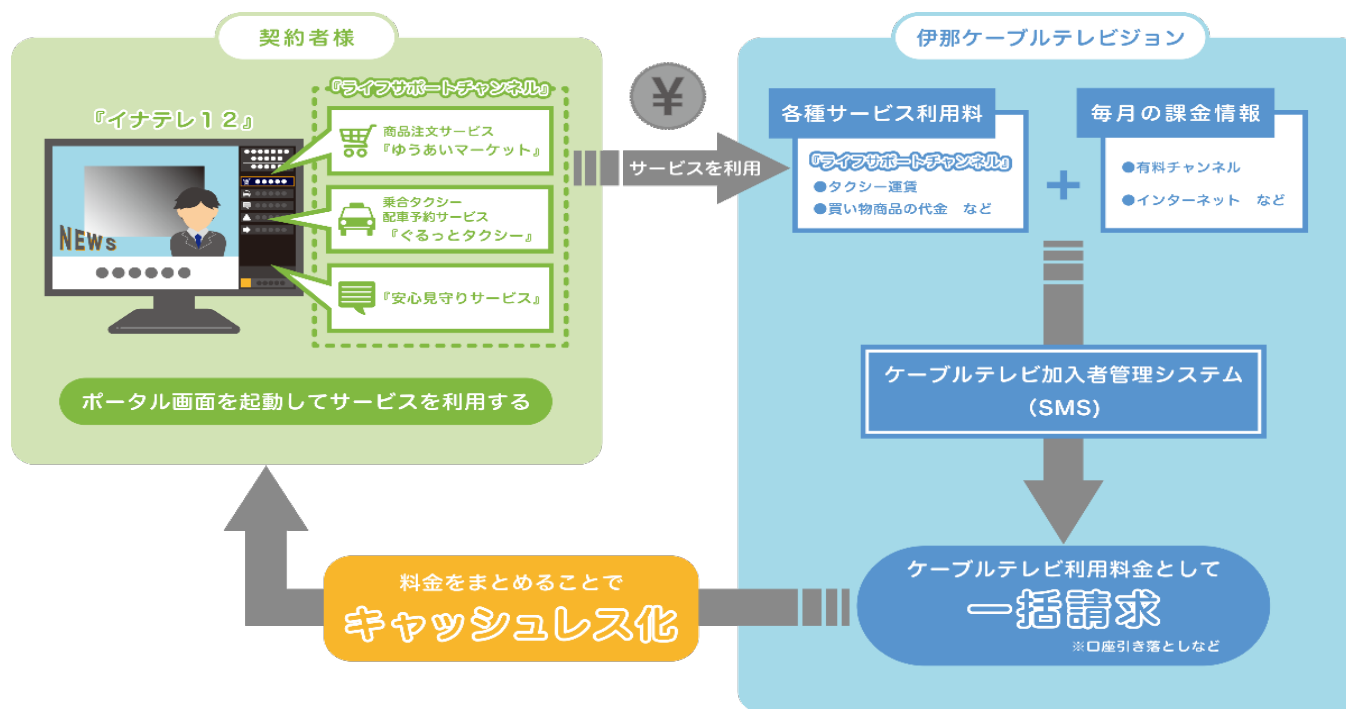 契約者様
『イナテレ12』
NEWs
『ライフサポートチャンネル』
商品注文サービス
『ゆうあいマーケット』
乗合タクシー
配車予約サービス
『ぐるっとタクシー』
『安心見守りサービス』
ポータル画面を起動してサービスを利用する
¥
サービスを利用
伊那ケーブルテレビジョン
各種サービス利用料
『ライフサポートチャンネル』
●タクシー運賃
●買い物商品の代金　など
+
毎月の課金情報
●有料チャンネル
●インターネット　など
ケーブルテレビ加入者管理システム
(SMS)
ケーブルテレビ利用料金として
一括請求
※口座引き落としなど
料金をまとめることで
キャッシュレス化